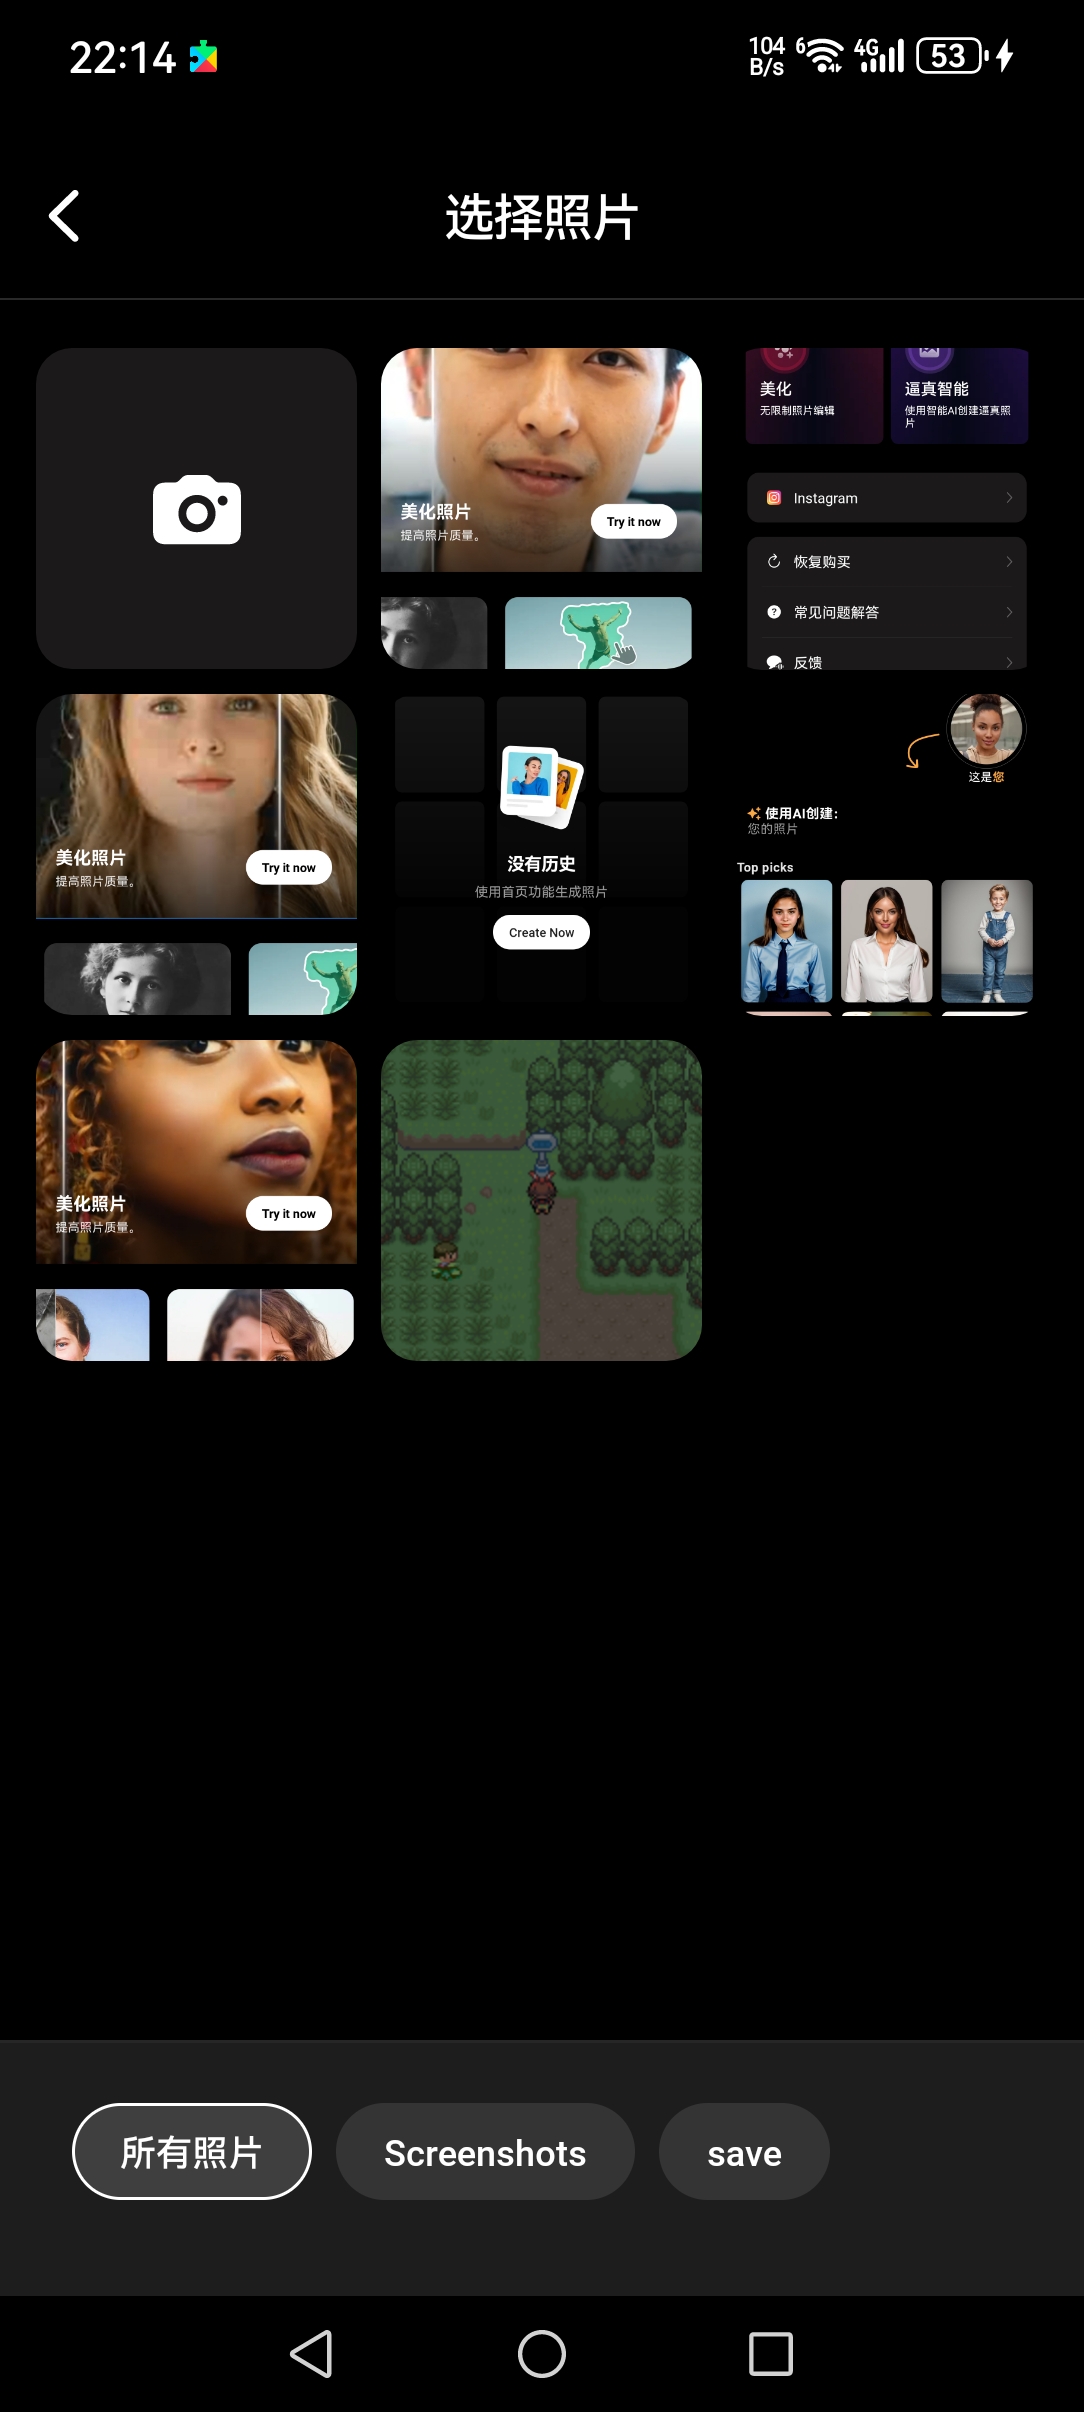 22:14
104 B/s
6
4G
53
选择照片
美化照片
提高照片质量。
Try it now
美化
无限制照片编辑
逼真智能
使用智能AI创建逼真照片
Instagram
恢复购买
常见问题解答
反馈
美化照片
提高照片质量。
Try it now
没有历史
使用首页功能生成照片
Create Now
这是您
使用AI创建：
您的照片
Top picks
美化照片
提高照片质量。
Try it now
所有照片
Screenshots
save